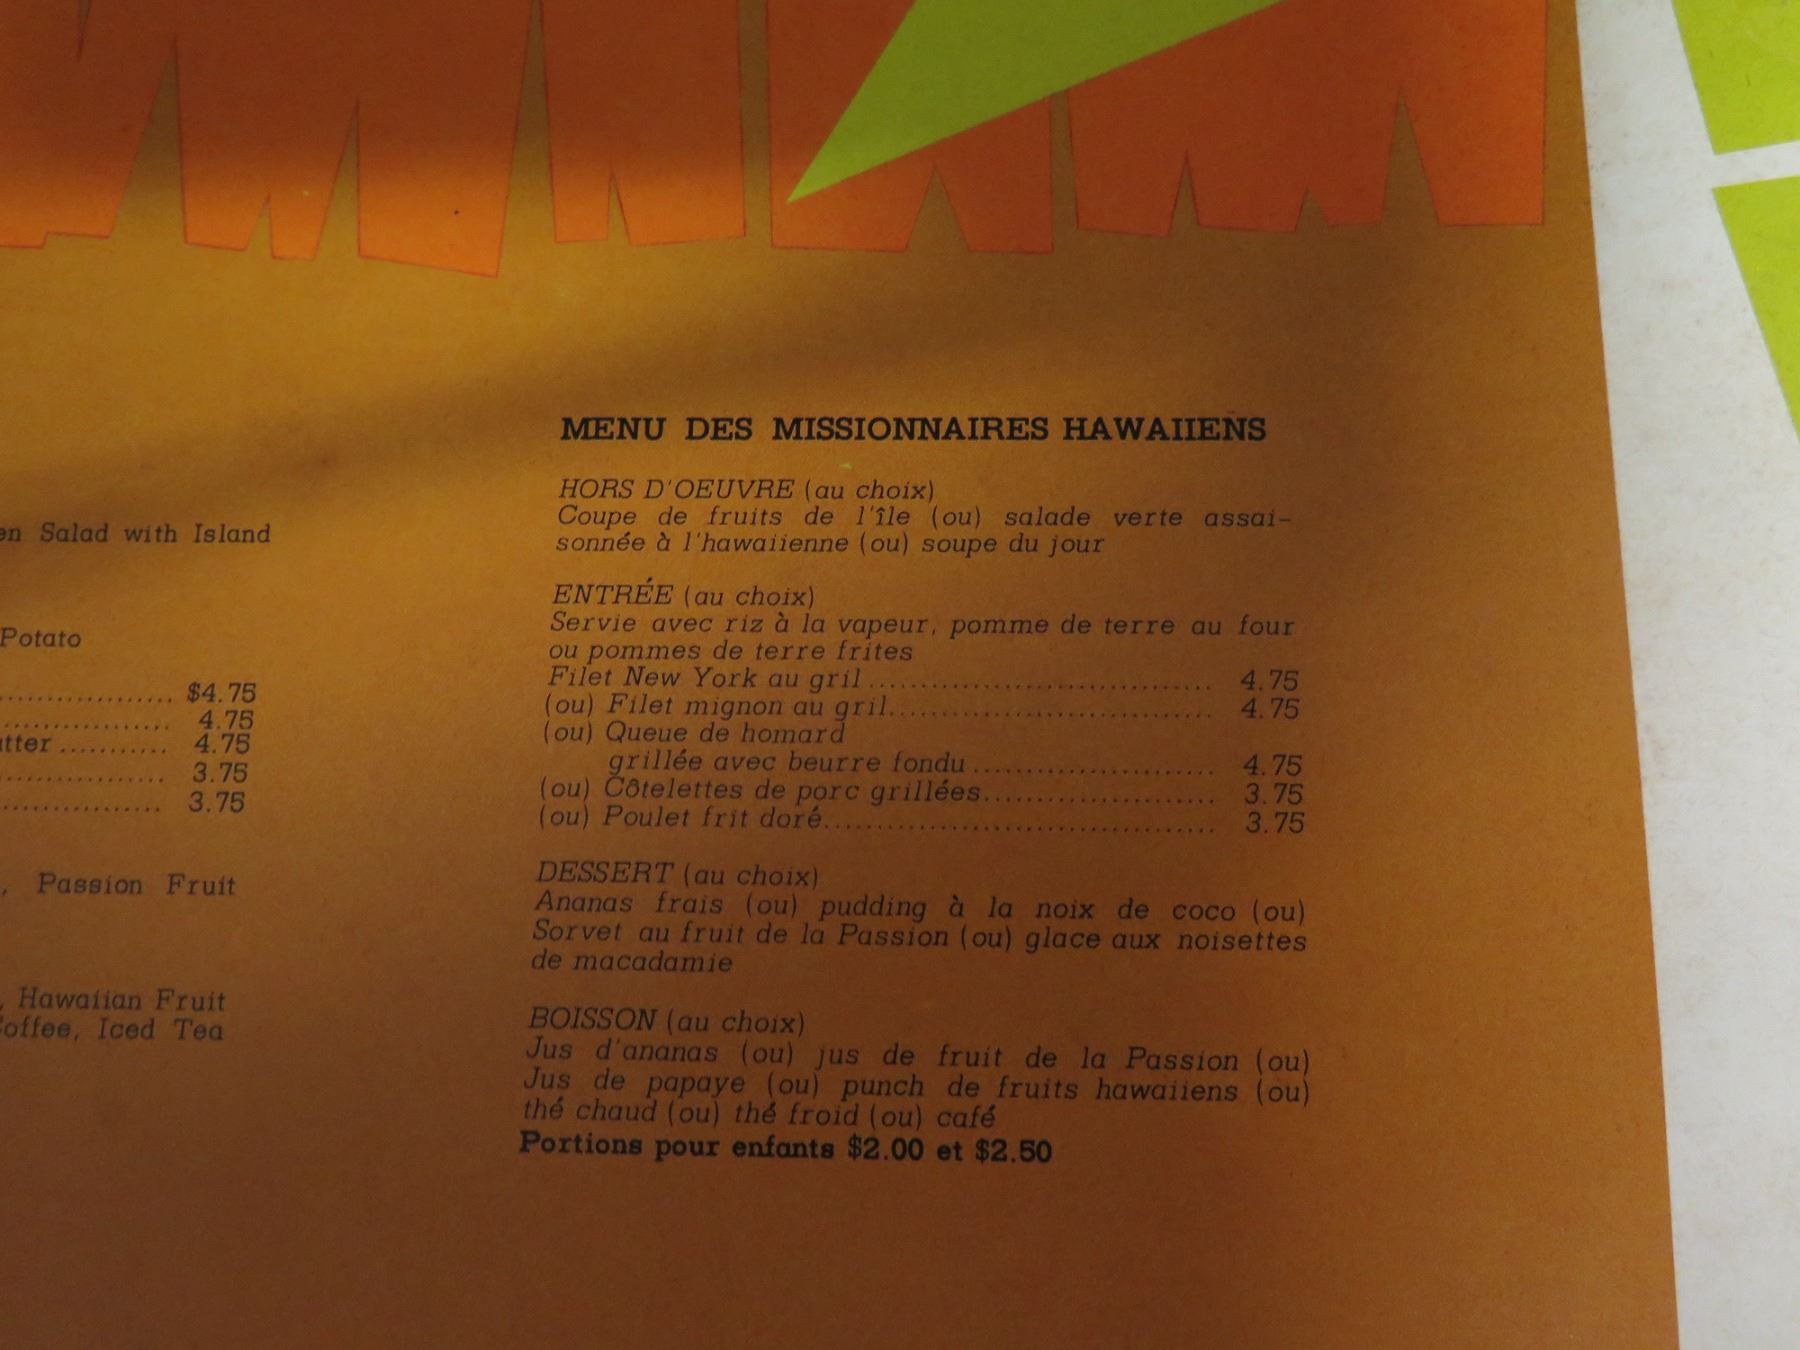 en Salad with Island
Potato
.................. $4.75
.................. 4.75
tter ........... 4.75
.................. 3.75
.................. 3.75
, Passion Fruit
, Hawaiian Fruit
Coffee, Iced Tea
MENU DES MISSIONNAIRES HAWAIIENS
HORS D'OEUVRE (au choix)
Coupe de fruits de l'île (ou) salade verte assai-
sonnée à l'hawaiienne (ou) soupe du jour
ENTRÉE (au choix)
Servie avec riz à la vapeur, pomme de terre au four
ou pommes de terre frites
Filet New York au gril .................................. 4.75
(ou) Filet mignon au gril................................ 4.75
(ou) Queue de homard
grillée avec beurre fondu ........................ 4.75
(ou) Côtelettes de porc grillées....................... 3.75
(ou) Poulet frit doré....................................... 3.75
DESSERT (au choix)
Ananas frais (ou) pudding à la noix de coco (ou)
Sorvet au fruit de la Passion (ou) glace aux noisettes
de macadamie
BOISSON (au choix)
Jus d'ananas (ou) jus de fruit de la Passion (ou)
Jus de papaye (ou) punch de fruits hawaiiens (ou)
thé chaud (ou) thé froid (ou) café
Portions pour enfants $2.00 et $2.50